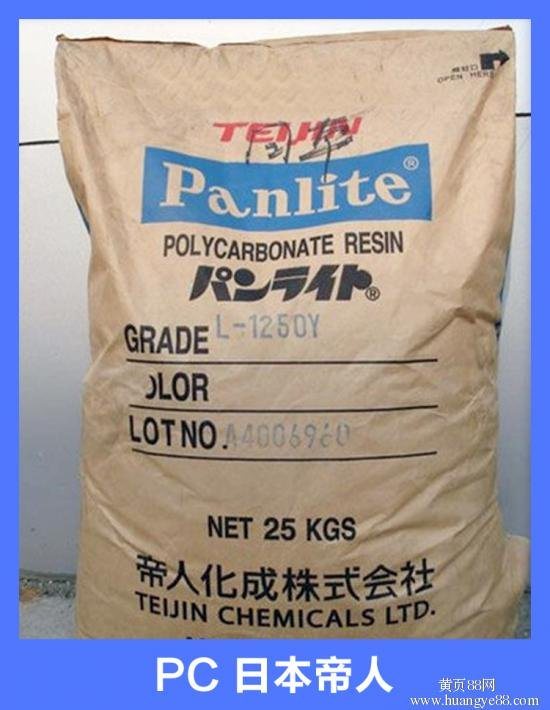 OPEN HERE
TEIJIN
Panlite®
POLYCARBONATE RESIN
パンライト®
GRADE L-1250Y
OLOR
LOT NO. A4006960
NET 25 KGS
帝人化成株式会社
TEIJIN CHEMICALS LTD.
PC 日本帝人
黄页88网
www.huangye88.com